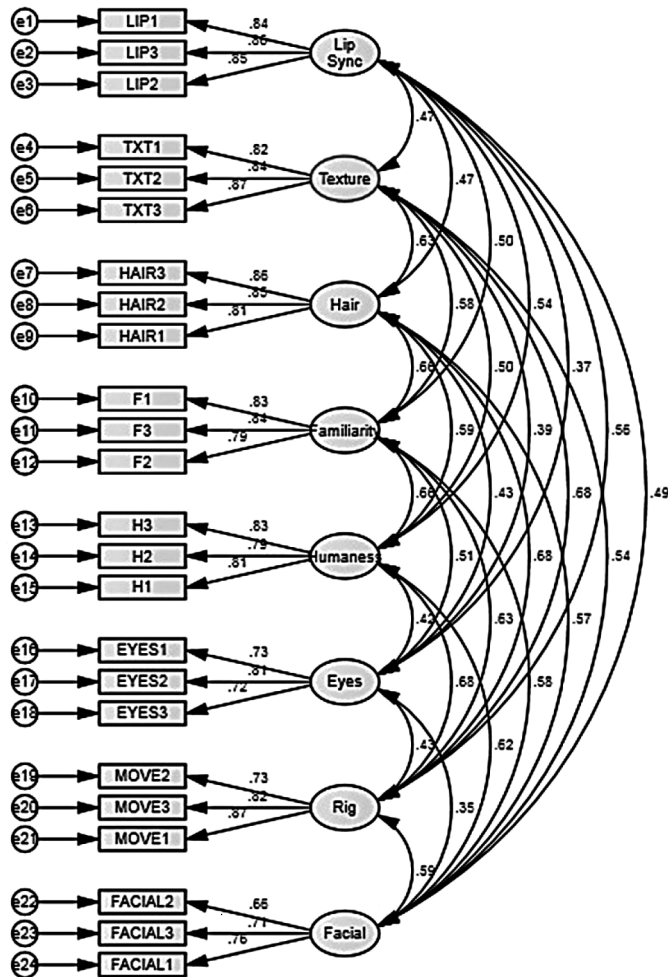 e1 LIP1 .84
e2 LIP3 .86 Lip
Sync
e3 LIP2 .85
.47
e4 TXT1 .82
e5 TXT2 .84 Texture .47
e6 TXT3 .87
.63 .50
e7 HAIR3 .86
e8 HAIR2 .85 Hair .58 .54
e9 HAIR1 .81
.66 .50 .37
e10 F1 .83
e11 F3 .84 amiliarity .59 .39 .56
e12 F2 .79
.66 .43 .68 .49
e13 H3 .83
e14 H2 .79 umaness .51 .68 .54
e15 H1 .81
.42 .63 .57
e16 EYES1 .73
e17 EYES2 .81 Eyes .68 .58
e18 EYES3 .72
.43 .62
e19 MOVE2 .73
e20 MOVE3 .82 Rig .35
e21 MOVE1 .87
.59
e22 FACIAL2 .66
e23 FACIAL3 .71 Facial
e24 FACIAL1 .76